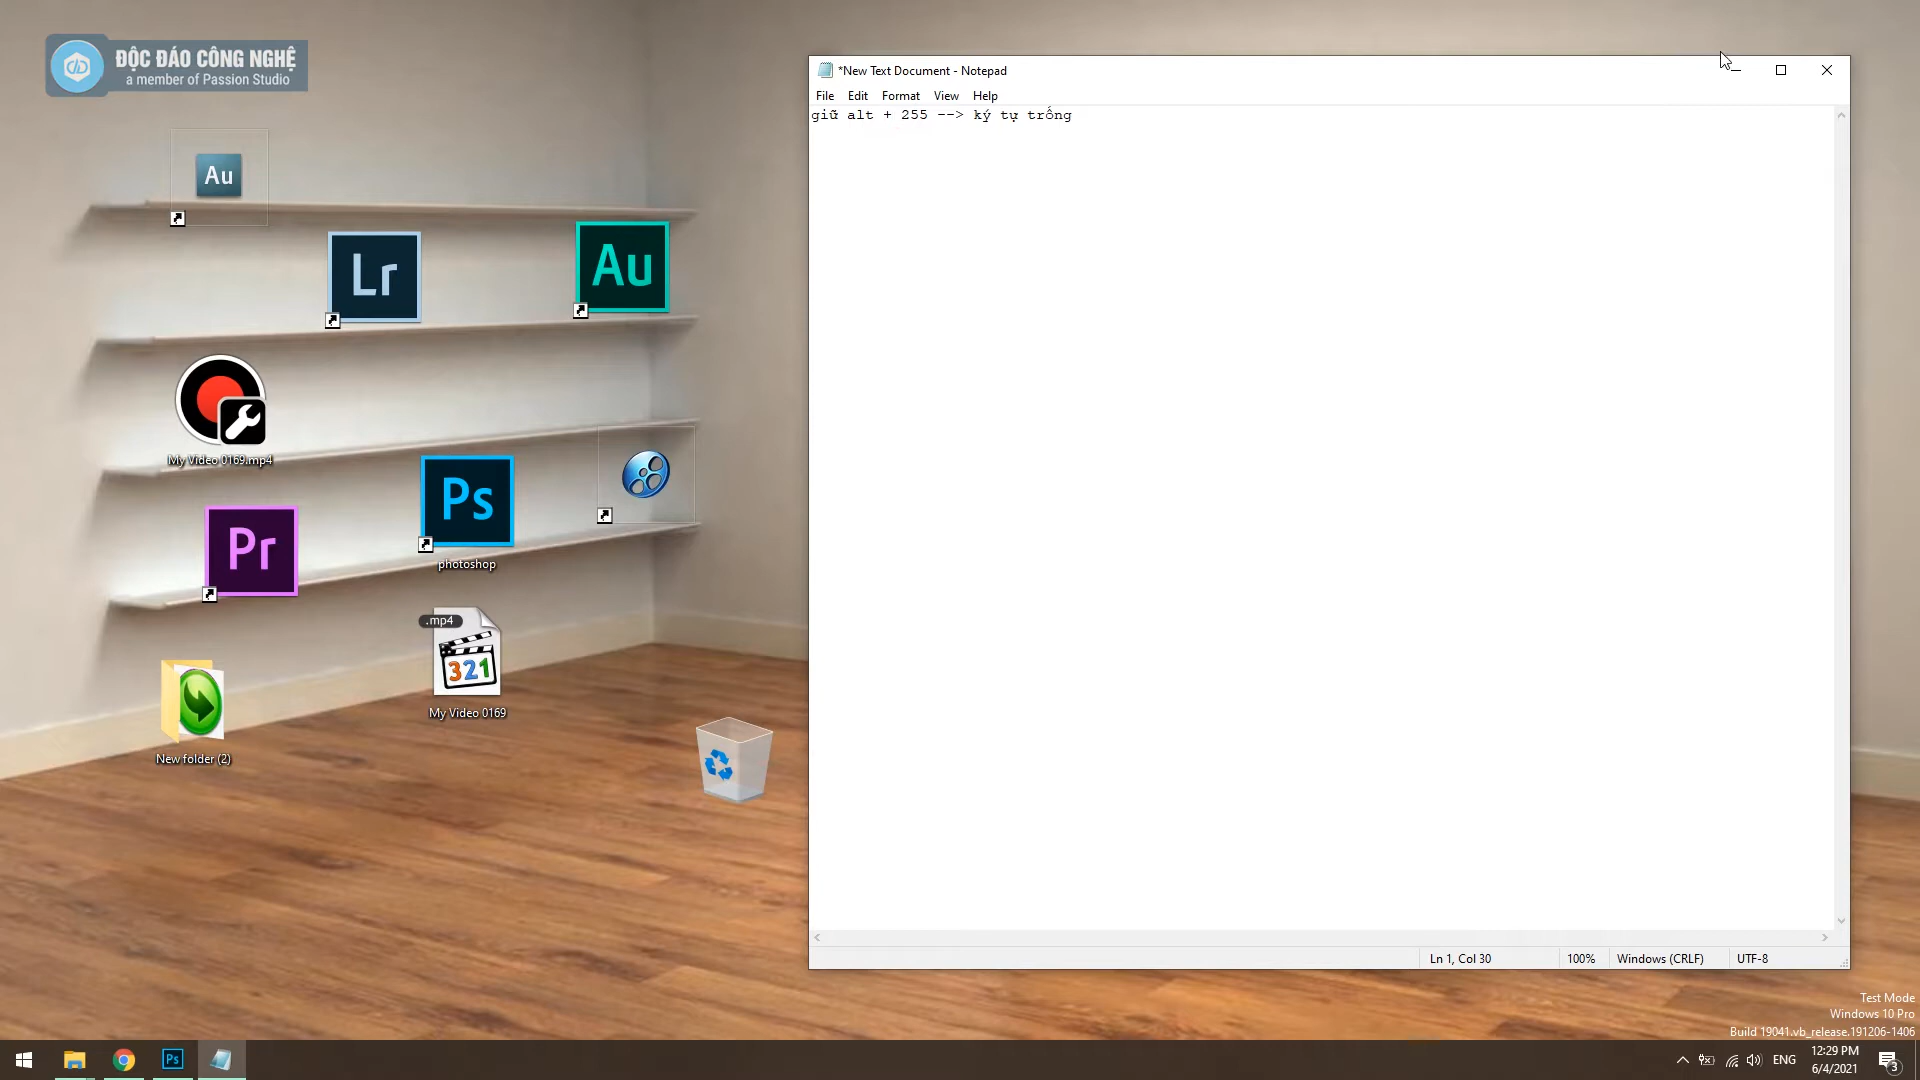 ĐỘC ĐÁO CÔNG NGHỆ
a member of Passion Studio
Au
Lr
Au
My Video 0169.mp4
Ps
photoshop
Pr
.mp4
321
My Video 0169
New folder (2)
*New Text Document - Notepad
File Edit Format View Help
giữ alt + 255 --> ký tự trống
Ln 1, Col 30
100%
Windows (CRLF)
UTF-8
Test Mode
Windows 10 Pro
Build 19041.vb_release.191206-1406
Ps
ENG
12:29 PM
6/4/2021
3